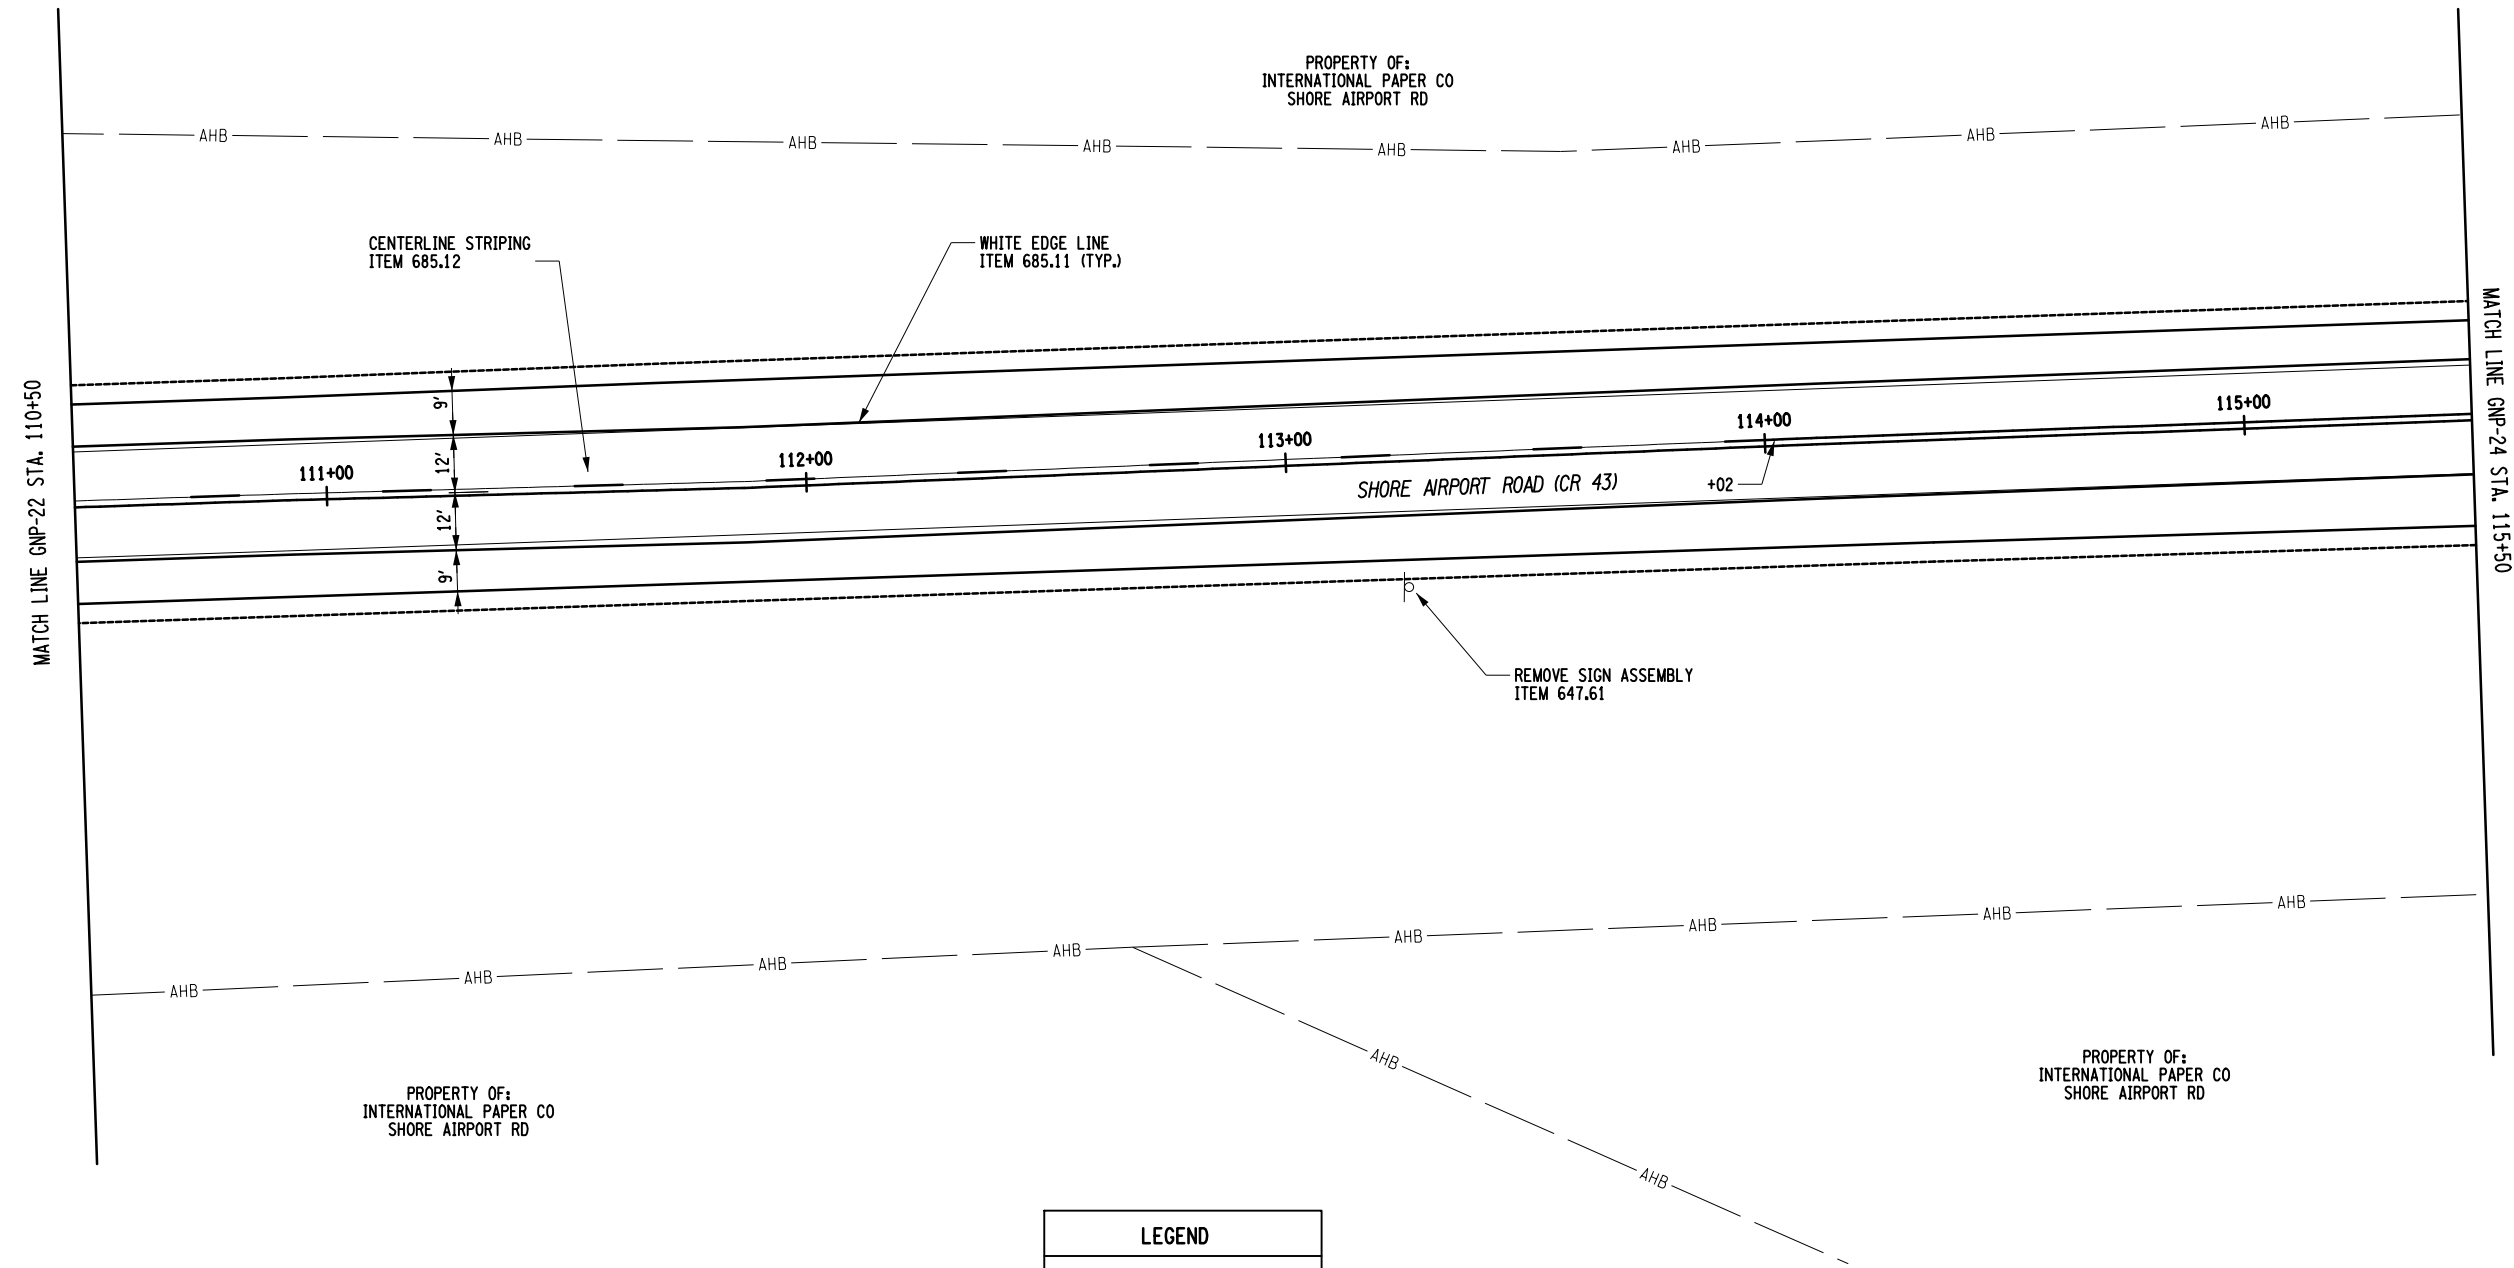 PROPERTY OF:
INTERNATIONAL PAPER CO
SHORE AIRPORT RD
AHB
AHB
AHB
AHB
AHB
AHB
AHB
AHB
CENTERLINE STRIPING
ITEM 685.12
WHITE EDGE LINE
ITEM 685.11 (TYP.)
MATCH LINE GNP-22 STA. 110+50
MATCH LINE GNP-24 STA. 115+50
9'
12'
12'
9'
111+00
112+00
113+00
114+00
115+00
SHORE AIRPORT ROAD (CR 43)
+02
REMOVE SIGN ASSEMBLY
ITEM 647.61
AHB
AHB
AHB
AHB
AHB
AHB
AHB
AHB
AHB
AHB
PROPERTY OF:
INTERNATIONAL PAPER CO
SHORE AIRPORT RD
PROPERTY OF:
INTERNATIONAL PAPER CO
SHORE AIRPORT RD
LEGEND